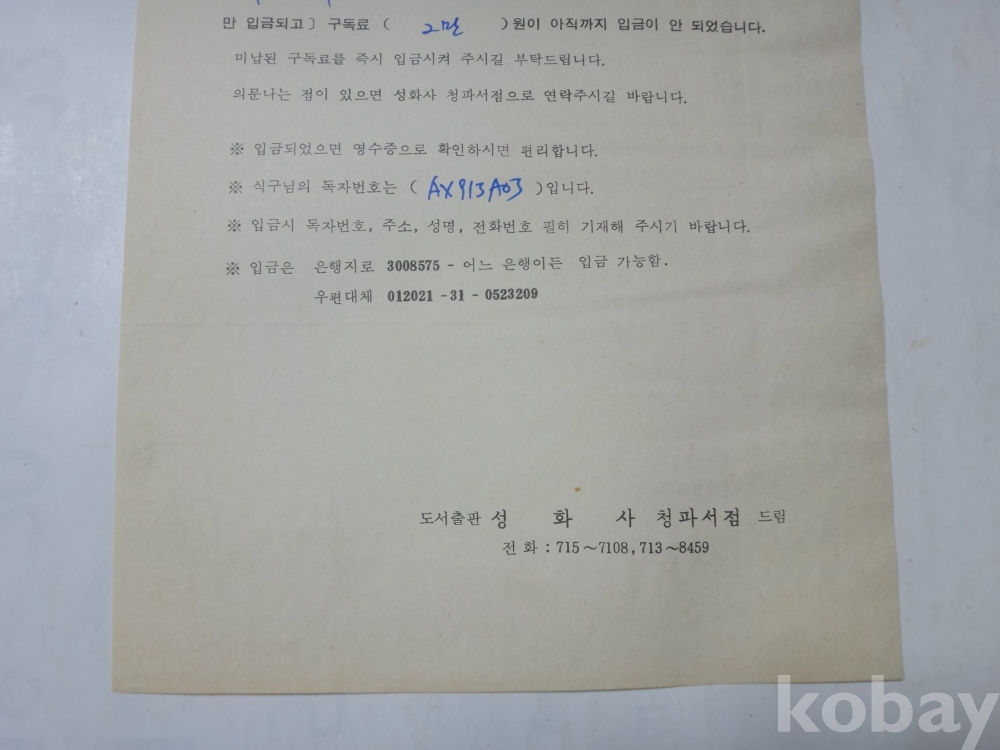 만 입금되고〕 구독료 ( 2만 )원이 아직까지 입금이 안 되었습니다.
미납된 구독료를 즉시 입금시켜 주시길 부탁드립니다.
의문나는 점이 있으면 성화사 청파서점으로 연락주시길 바랍니다.
※ 입금되었으면 영수증으로 확인하시면 편리합니다.
※ 식구님의 독자번호는 ( AX913A03 )입니다.
※ 입금시 독자번호, 주소, 성명, 전화번호 필히 기재해 주시기 바랍니다.
※ 입금은 은행지로 3008575 - 어느 은행이든 입금 가능함.
우편대체 012021 - 31 - 0523209
도서출판 성 화 사 청파서점 드림
전화 : 715~7108, 713~8459
kobay